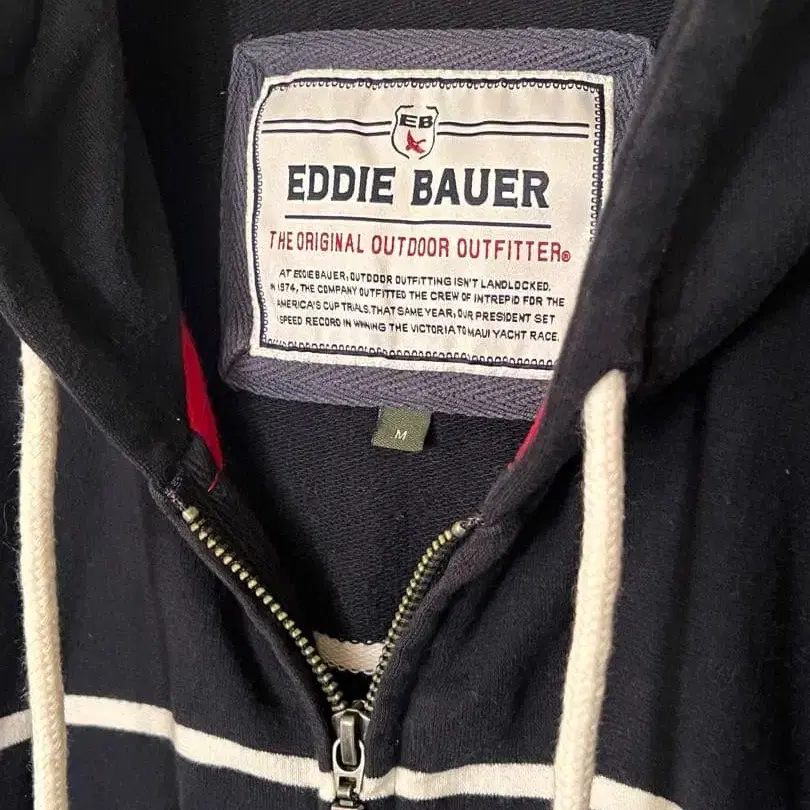 EB
EDDIE BAUER
THE ORIGINAL OUTDOOR OUTFITTER®
AT EDDIE BAUER, OUTDOOR OUTFITTING ISN'T LANDLOCKED.
IN 1974, THE COMPANY OUTFITTED THE CREW OF INTREPID FOR THE
AMERICA'S CUP TRIALS. THAT SAME YEAR, OUR PRESIDENT SET
SPEED RECORD IN WINNING THE VICTORIA TO MAUI YACHT RACE.
M